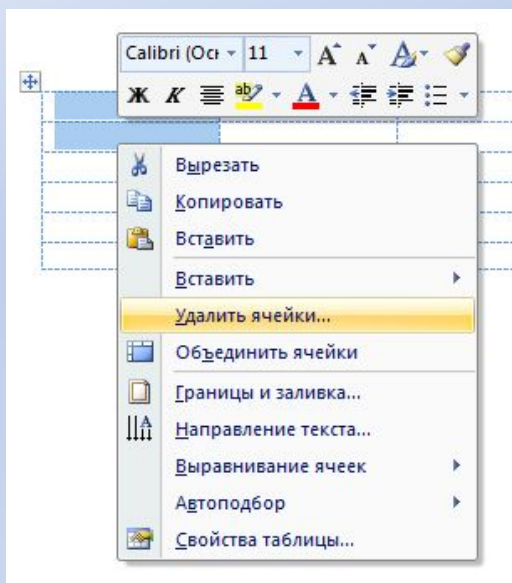 Calibri (Осн 11 A A A
Ж К ab A
Вырезать
Копировать
Вставить
Вставить
Удалить ячейки...
Объединить ячейки
Границы и заливка...
Направление текста...
Выравнивание ячеек
Автоподбор
Свойства таблицы...